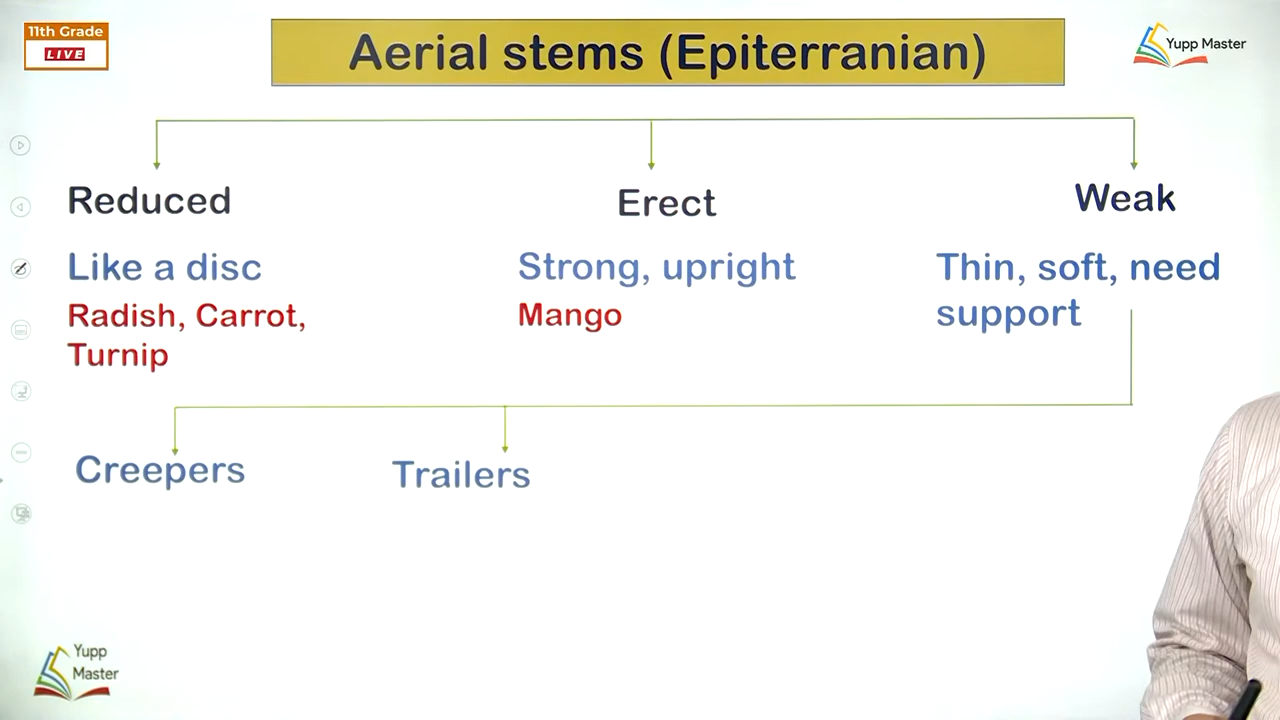 11th Grade
LIVE
Aerial stems (Epiterranian)
Yupp Master
Reduced
Erect
Weak
Like a disc
Strong, upright
Thin, soft, need
support
Radish, Carrot,
Turnip
Mango
Creepers
Trailers
Yupp
Master